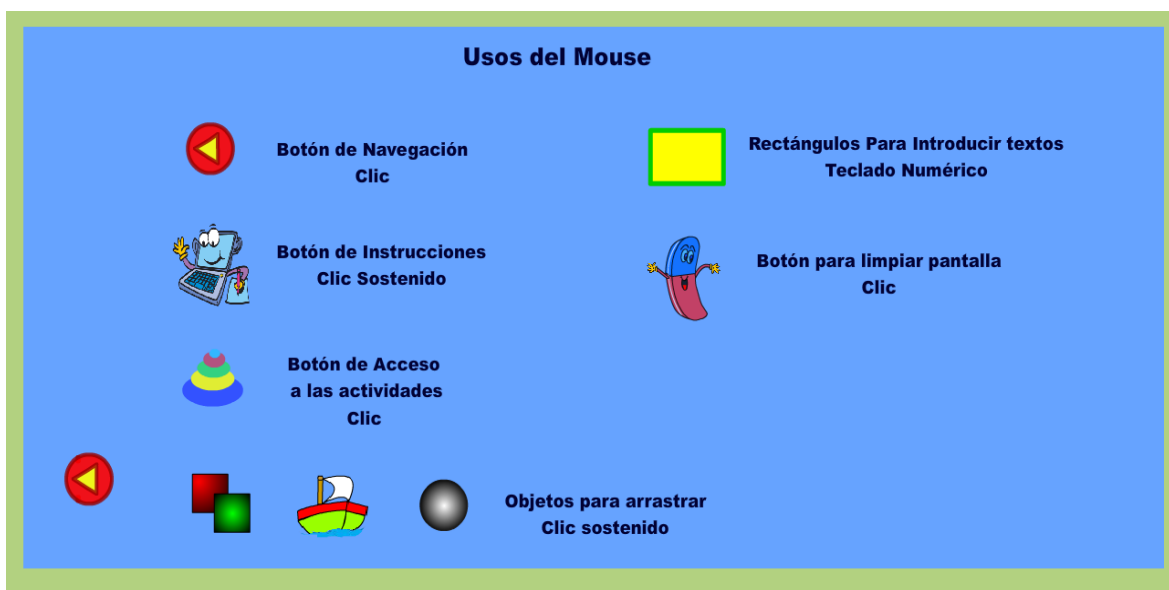 Usos del Mouse
Botón de Navegación
Clic
Rectángulos Para Introducir textos
Teclado Numérico
Botón de Instrucciones
Clic Sostenido
Botón para limpiar pantalla
Clic
Botón de Acceso
a las actividades
Clic
Objetos para arrastrar
Clic sostenido